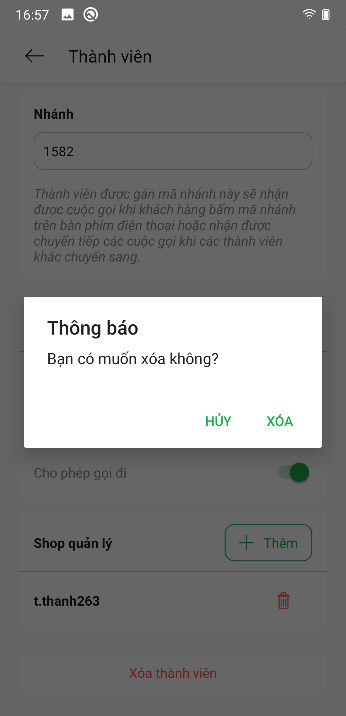 16:57
Thành viên
Nhánh
1582
Thành viên được gán mã nhánh này sẽ nhận
được cuộc gọi khi khách hàng bấm mã nhánh
trên bàn phím điện thoại hoặc nhận được
chuyển tiếp các cuộc gọi khi các thành viên
khác chuyển sang.
Thông báo
Bạn có muốn xóa không?
HỦY XÓA
Cho phép gọi đi
Shop quản lý
Thêm
t.thanh263
Xóa thành viên